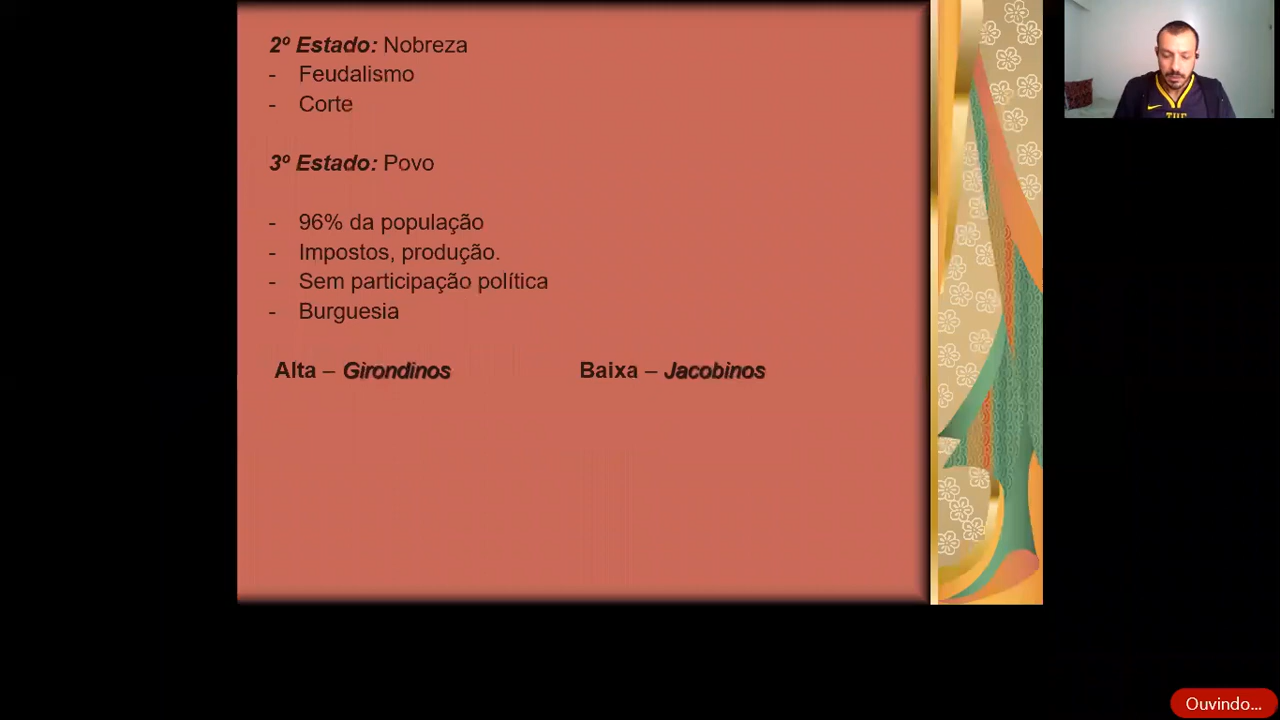 2º Estado: Nobreza
- Feudalismo
- Corte
3º Estado: Povo
- 96% da população
- Impostos, produção.
- Sem participação política
- Burguesia
Alta – Girondinos Baixa – Jacobinos
Ouvindo...